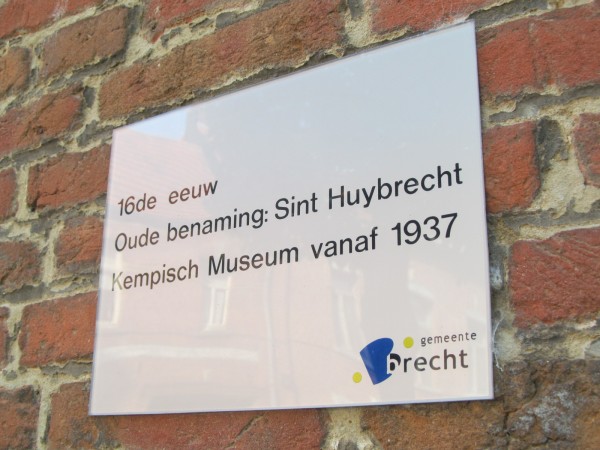 16de eeuw
Oude benaming: Sint Huybrecht
Kempisch Museum vanaf 1937
gemeente
brecht